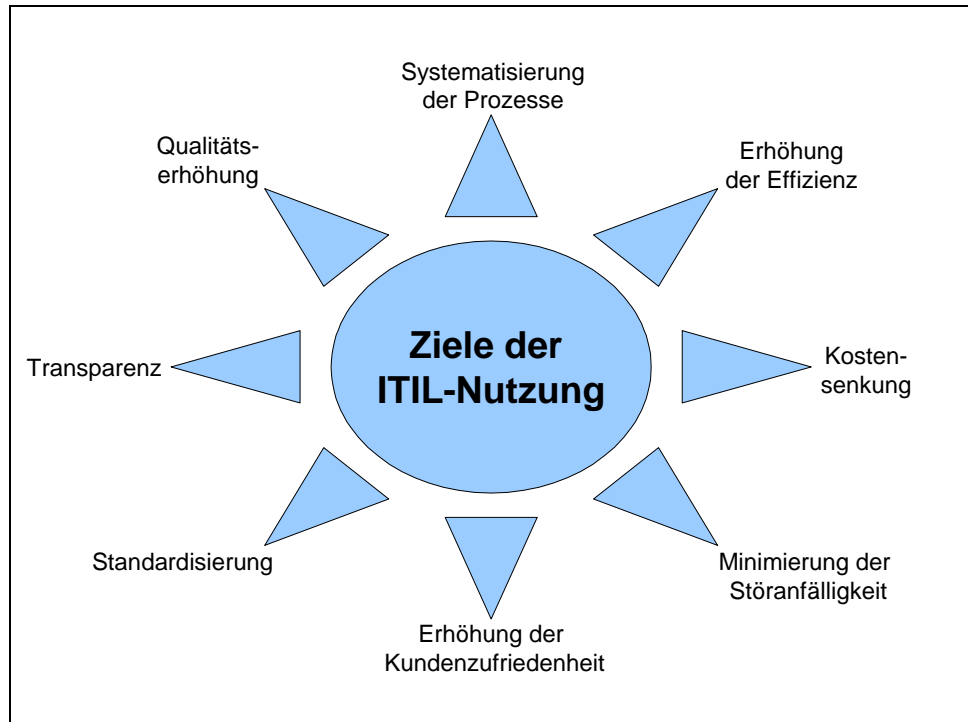 Systematisierung
der Prozesse
Qualitäts-
erhöhung
Erhöhung
der Effizienz
Ziele der
ITIL-Nutzung
Transparenz
Kosten-
senkung
Standardisierung
Minimierung der
Störanfälligkeit
Erhöhung der
Kundenzufriedenheit